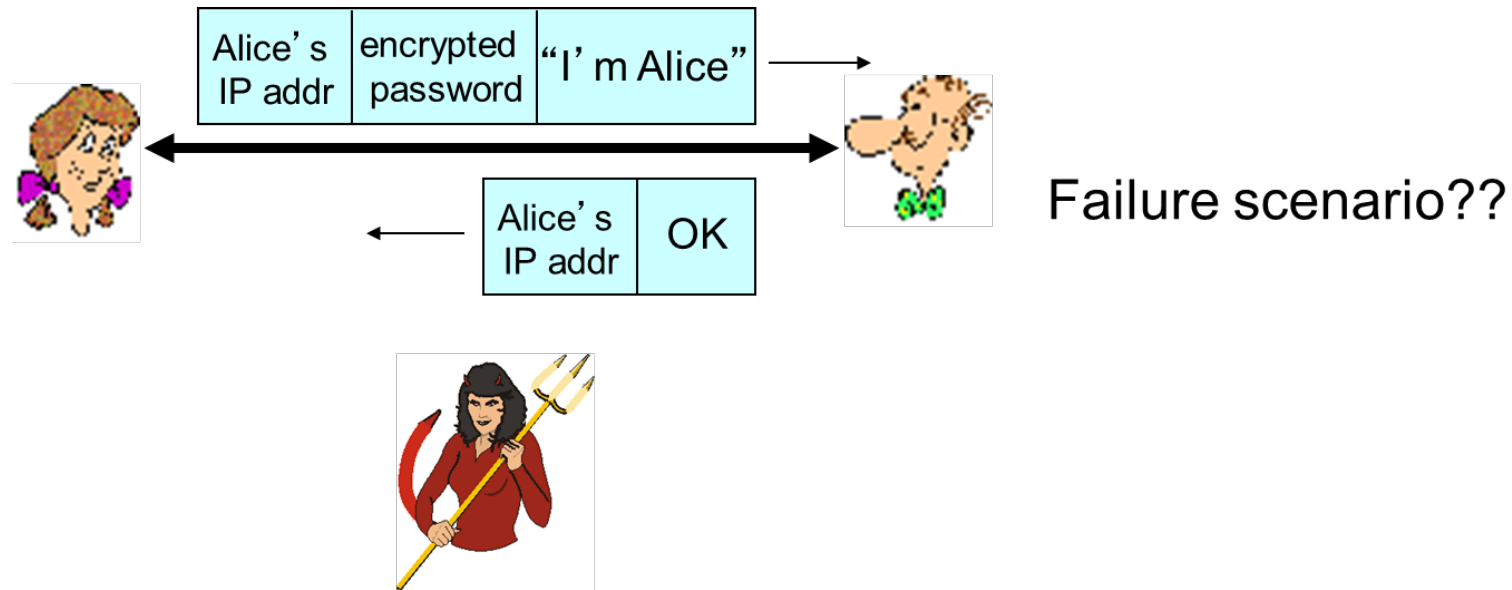 Alice’s
IP addr
encrypted
password
“I’m Alice”
Alice’s
IP addr
OK
Failure scenario??